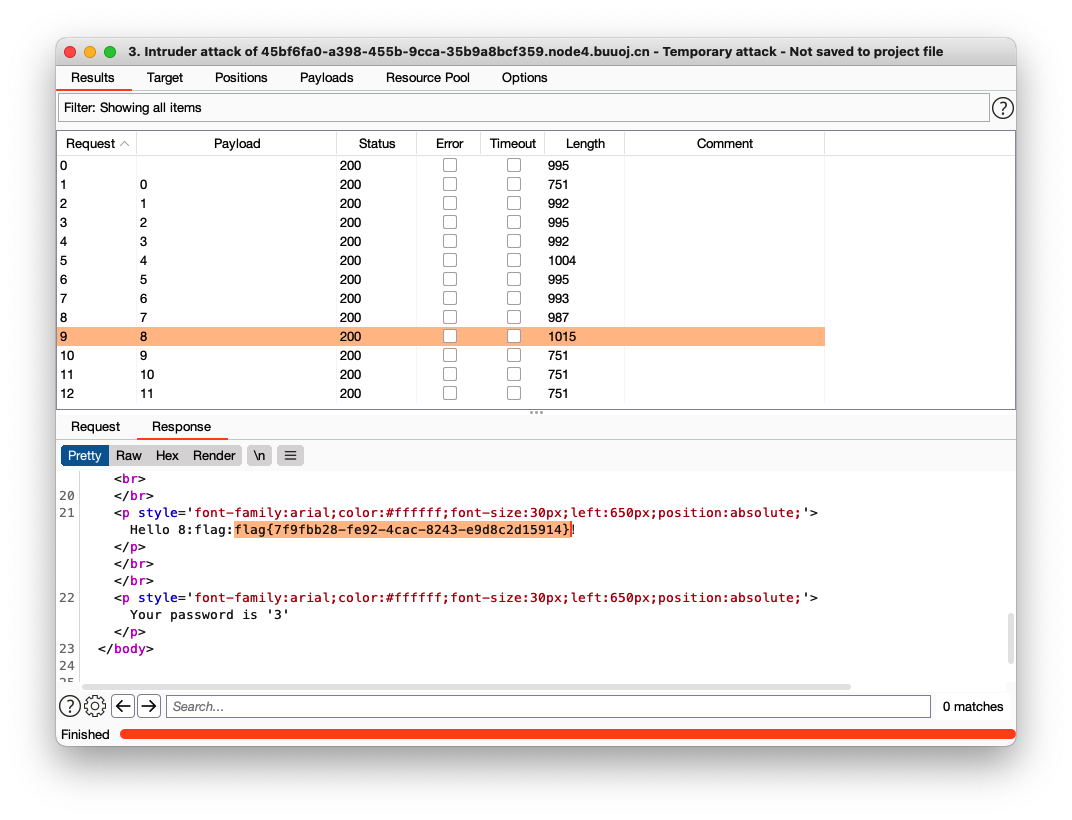 3. Intruder attack of 45bf6fa0-a398-455b-9cca-35b9a8bcf359.node4.buuoj.cn - Temporary attack - Not saved to project file
Results Target Positions Payloads Resource Pool Options
Filter: Showing all items ?
Request Payload Status Error Timeout Length Comment
0 200 995
1 0 200 751
2 1 200 992
3 2 200 995
4 3 200 992
5 4 200 1004
6 5 200 995
7 6 200 993
8 7 200 987
9 8 200 1015
10 9 200 751
11 10 200 751
12 11 200 751
Request Response
Pretty Raw Hex Render \n
<br>
20 </br>
21 <p style='font-family:arial;color:#ffffff;font-size:30px;left:650px;position:absolute;'>
Hello 8:flag:flag{7f9fbb28-fe92-4cac-8243-e9d8c2d15914}!
</p>
</br>
</br>
22 <p style='font-family:arial;color:#ffffff;font-size:30px;left:650px;position:absolute;'>
Your password is '3'
</p>
23 </body>
24
25
? Search... 0 matches
Finished